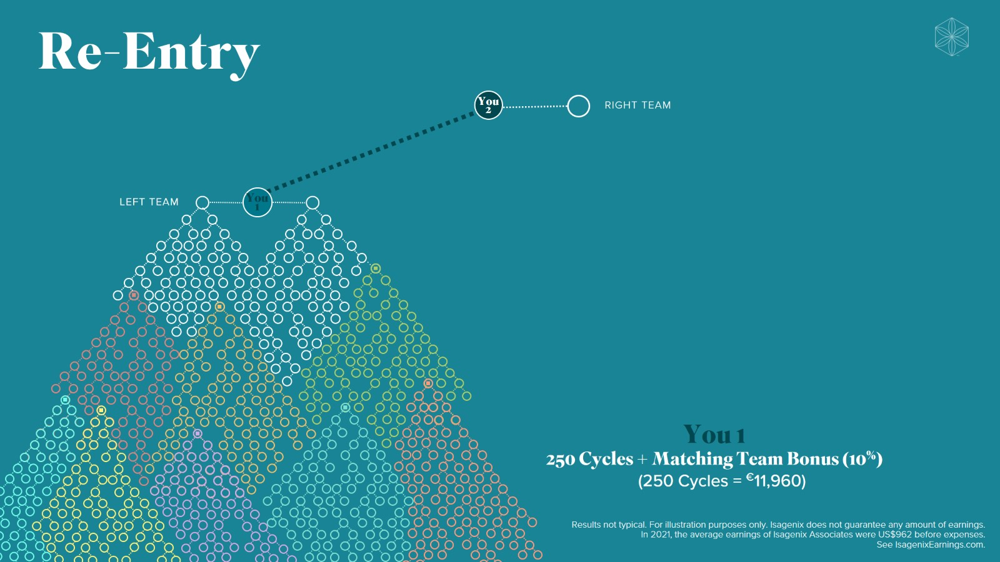 Re-Entry
You
2
RIGHT TEAM
LEFT TEAM
You
1
You 1
250 Cycles + Matching Team Bonus (10%)
(250 Cycles = €11,960)
Results not typical. For illustration purposes only. Isagenix does not guarantee any amount of earnings.
In 2021, the average earnings of Isagenix Associates were US$962 before expenses.
See IsagenixEarnings.com.